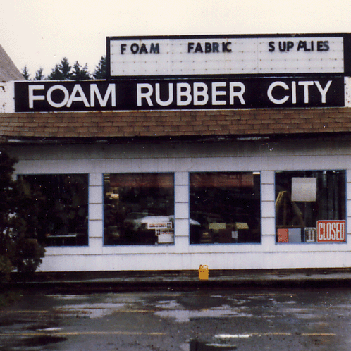 FOAM FABRIC SUPPLIES
FOAM RUBBER CITY
CLOSED